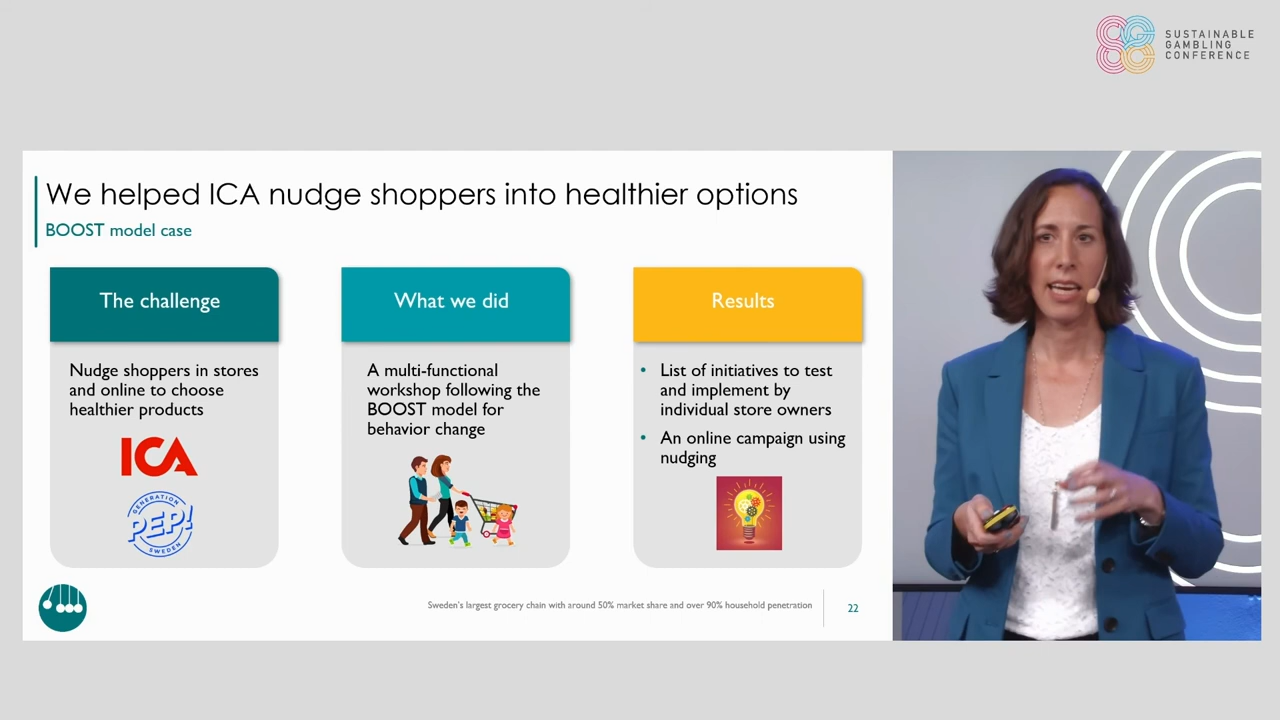 SUSTAINABLE
GAMBLING
CONFERENCE
We helped ICA nudge shoppers into healthier options
BOOST model case
The challenge
Nudge shoppers in stores
and online to choose
healthier products
ICA
GENERATION
PEP!
SWEDEN
What we did
A multi-functional
workshop following the
BOOST model for
behavior change
Results
• List of initiatives to test
and implement by
individual store owners
• An online campaign using
nudging
Sweden's largest grocery chain with around 50% market share and over 90% household penetration
22